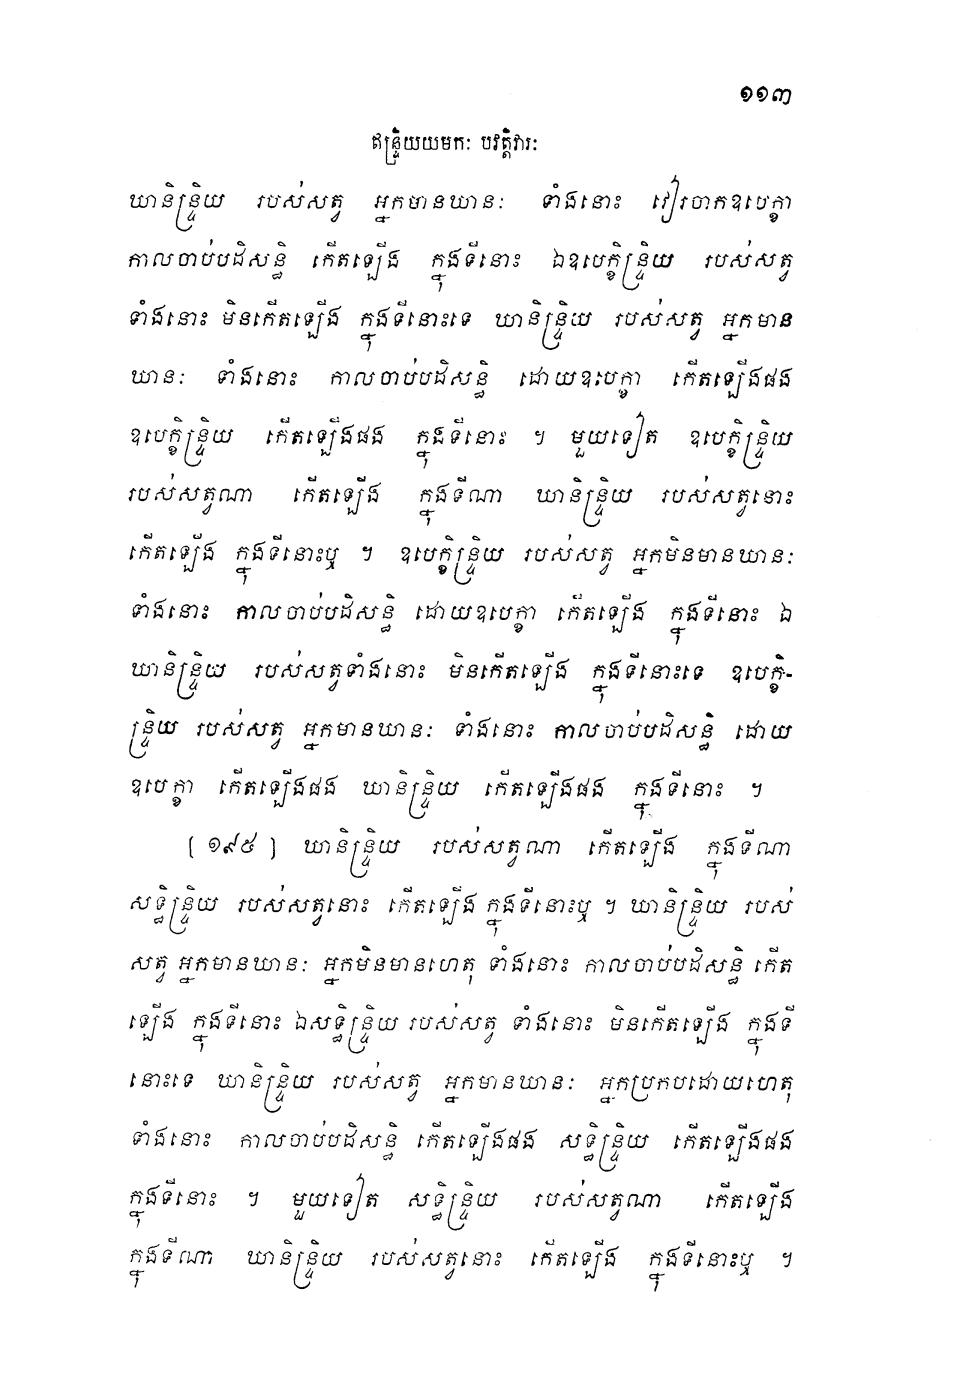 ១១៣
ឥន្ទ្រិយយមកៈ បវត្តិវារៈ
ឃានិន្ទ្រិយ របស់សត្វ អ្នកមានឃានៈ ទាំងនោះ វៀរចាកឧបេក្ខា
កាលចាប់បដិសន្ធិ កើតឡើង ក្នុងទីនោះ ឯឧបេក្ខិន្ទ្រិយ របស់សត្វ
ទាំងនោះ មិនកើតឡើង ក្នុងទីនោះទេ ឃានិន្ទ្រិយ របស់សត្វ អ្នកមាន
ឃានៈ ទាំងនោះ កាលចាប់បដិសន្ធិ ដោយឧបេក្ខា កើតឡើងផង
ឧបេក្ខិន្ទ្រិយ កើតឡើងផង ក្នុងទីនោះ ។ មួយទៀត ឧបេក្ខិន្ទ្រិយ
របស់សត្វណា កើតឡើង ក្នុងទីណា ឃានិន្ទ្រិយ របស់សត្វនោះ
កើតឡើង ក្នុងទីនោះឬ ។ ឧបេក្ខិន្ទ្រិយ របស់សត្វ អ្នកមិនមានឃានៈ
ទាំងនោះ កាលចាប់បដិសន្ធិ ដោយឧបេក្ខា កើតឡើង ក្នុងទីនោះ ឯ
ឃានិន្ទ្រិយ របស់សត្វទាំងនោះ មិនកើតឡើង ក្នុងទីនោះទេ ឧបេក្ខិ-
ន្ទ្រិយ របស់សត្វ អ្នកមានឃានៈ ទាំងនោះ កាលចាប់បដិសន្ធិ ដោយ
ឧបេក្ខា កើតឡើងផង ឃានិន្ទ្រិយ កើតឡើងផង ក្នុងទីនោះ ។
[ ១៩៥ ] ឃានិន្ទ្រិយ របស់សត្វណា កើតឡើង ក្នុងទីណា
សទ្ធិន្ទ្រិយ របស់សត្វនោះ កើតឡើង ក្នុងទីនោះឬ ។ ឃានិន្ទ្រិយ របស់
សត្វ អ្នកមានឃានៈ អ្នកមិនមានហេតុ ទាំងនោះ កាលចាប់បដិសន្ធិ កើត
ឡើង ក្នុងទីនោះ ឯសទ្ធិន្ទ្រិយ របស់សត្វ ទាំងនោះ មិនកើតឡើង ក្នុងទី
នោះទេ ឃានិន្ទ្រិយ របស់សត្វ អ្នកមានឃានៈ អ្នកប្រកបដោយហេតុ
ទាំងនោះ កាលចាប់បដិសន្ធិ កើតឡើងផង សទ្ធិន្ទ្រិយ កើតឡើងផង
ក្នុងទីនោះ ។ មួយទៀត សទ្ធិន្ទ្រិយ របស់សត្វណា កើតឡើង
ក្នុងទីណា ឃានិន្ទ្រិយ របស់សត្វនោះ កើតឡើង ក្នុងទីនោះឬ ។